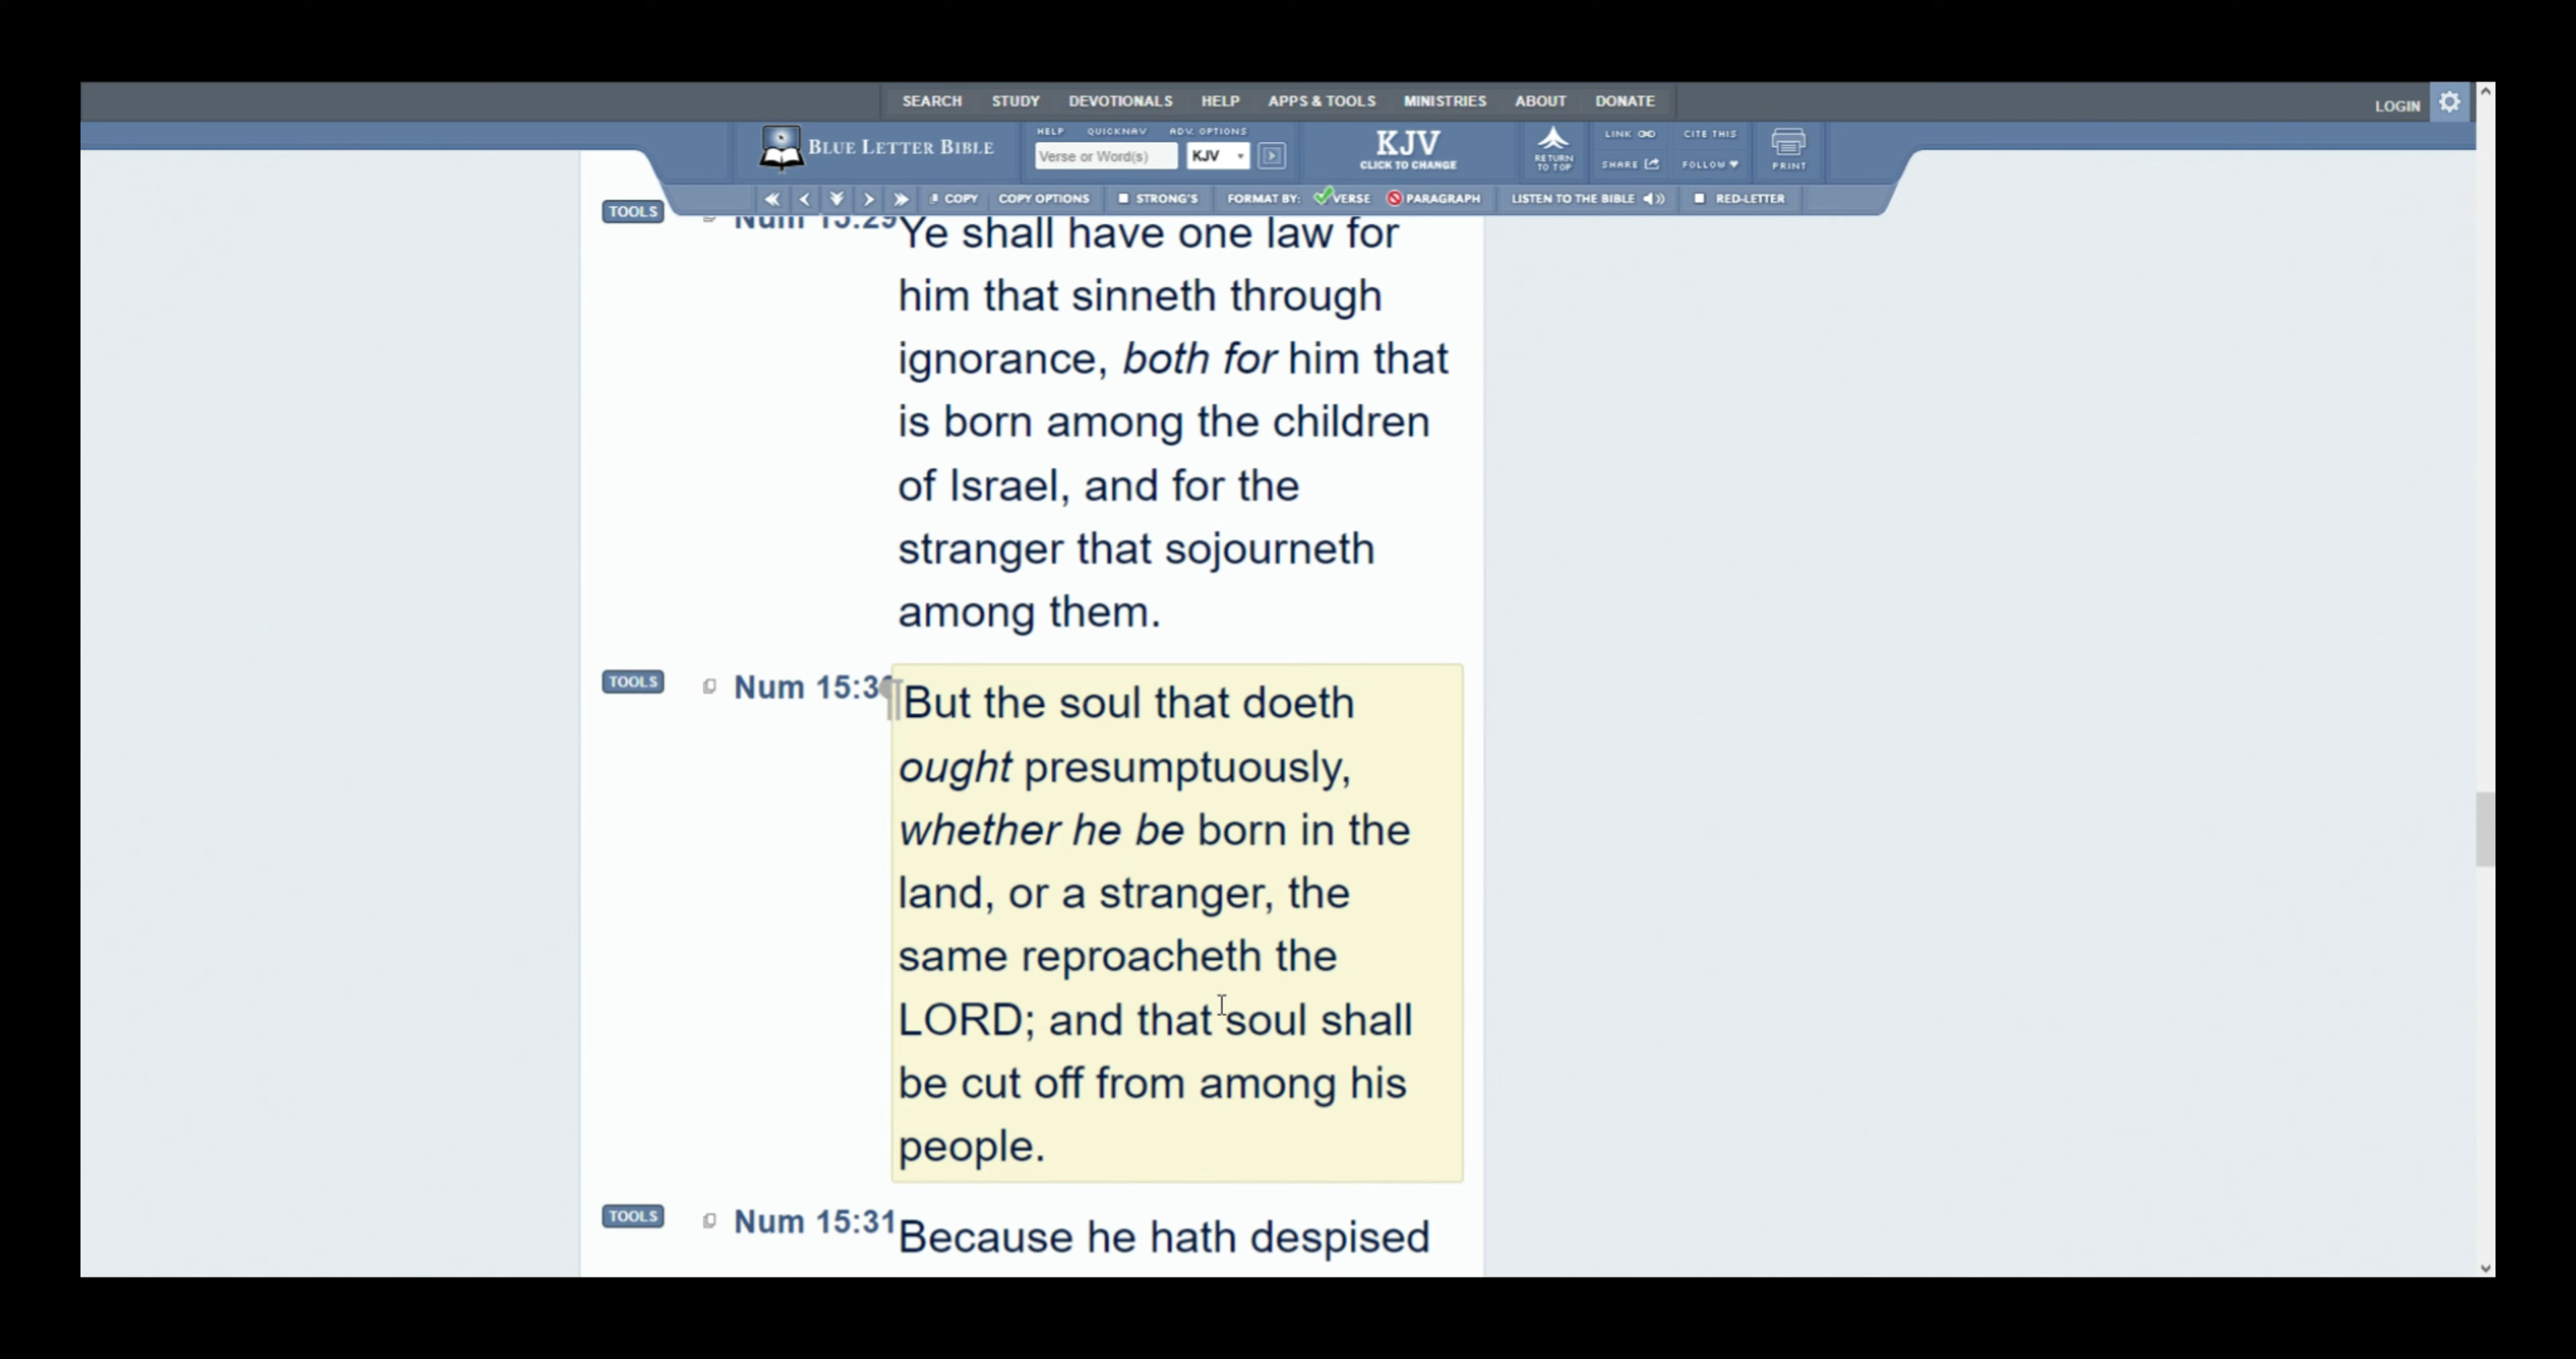 SEARCH STUDY DEVOTIONALS HELP APPS & TOOLS MINISTRIES ABOUT DONATE
LOGIN
BLUE LETTER BIBLE
HELP QUICKNAV ADV. OPTIONS
Verse or Word(s) KJV
KJV
CLICK TO CHANGE
RETURN
TO TOP
LINK CITE THIS
SHARE FOLLOW
PRINT
COPY COPY OPTIONS STRONG'S FORMAT BY: VERSE PARAGRAPH LISTEN TO THE BIBLE RED-LETTER
TOOLS Num 15:29 Ye shall have one law for
him that sinneth through
ignorance, both for him that
is born among the children
of Israel, and for the
stranger that sojourneth
among them.
TOOLS Num 15:30 ¶But the soul that doeth
ought presumptuously,
whether he be born in the
land, or a stranger, the
same reproacheth the
LORD; and that soul shall
be cut off from among his
people.
TOOLS Num 15:31 Because he hath despised